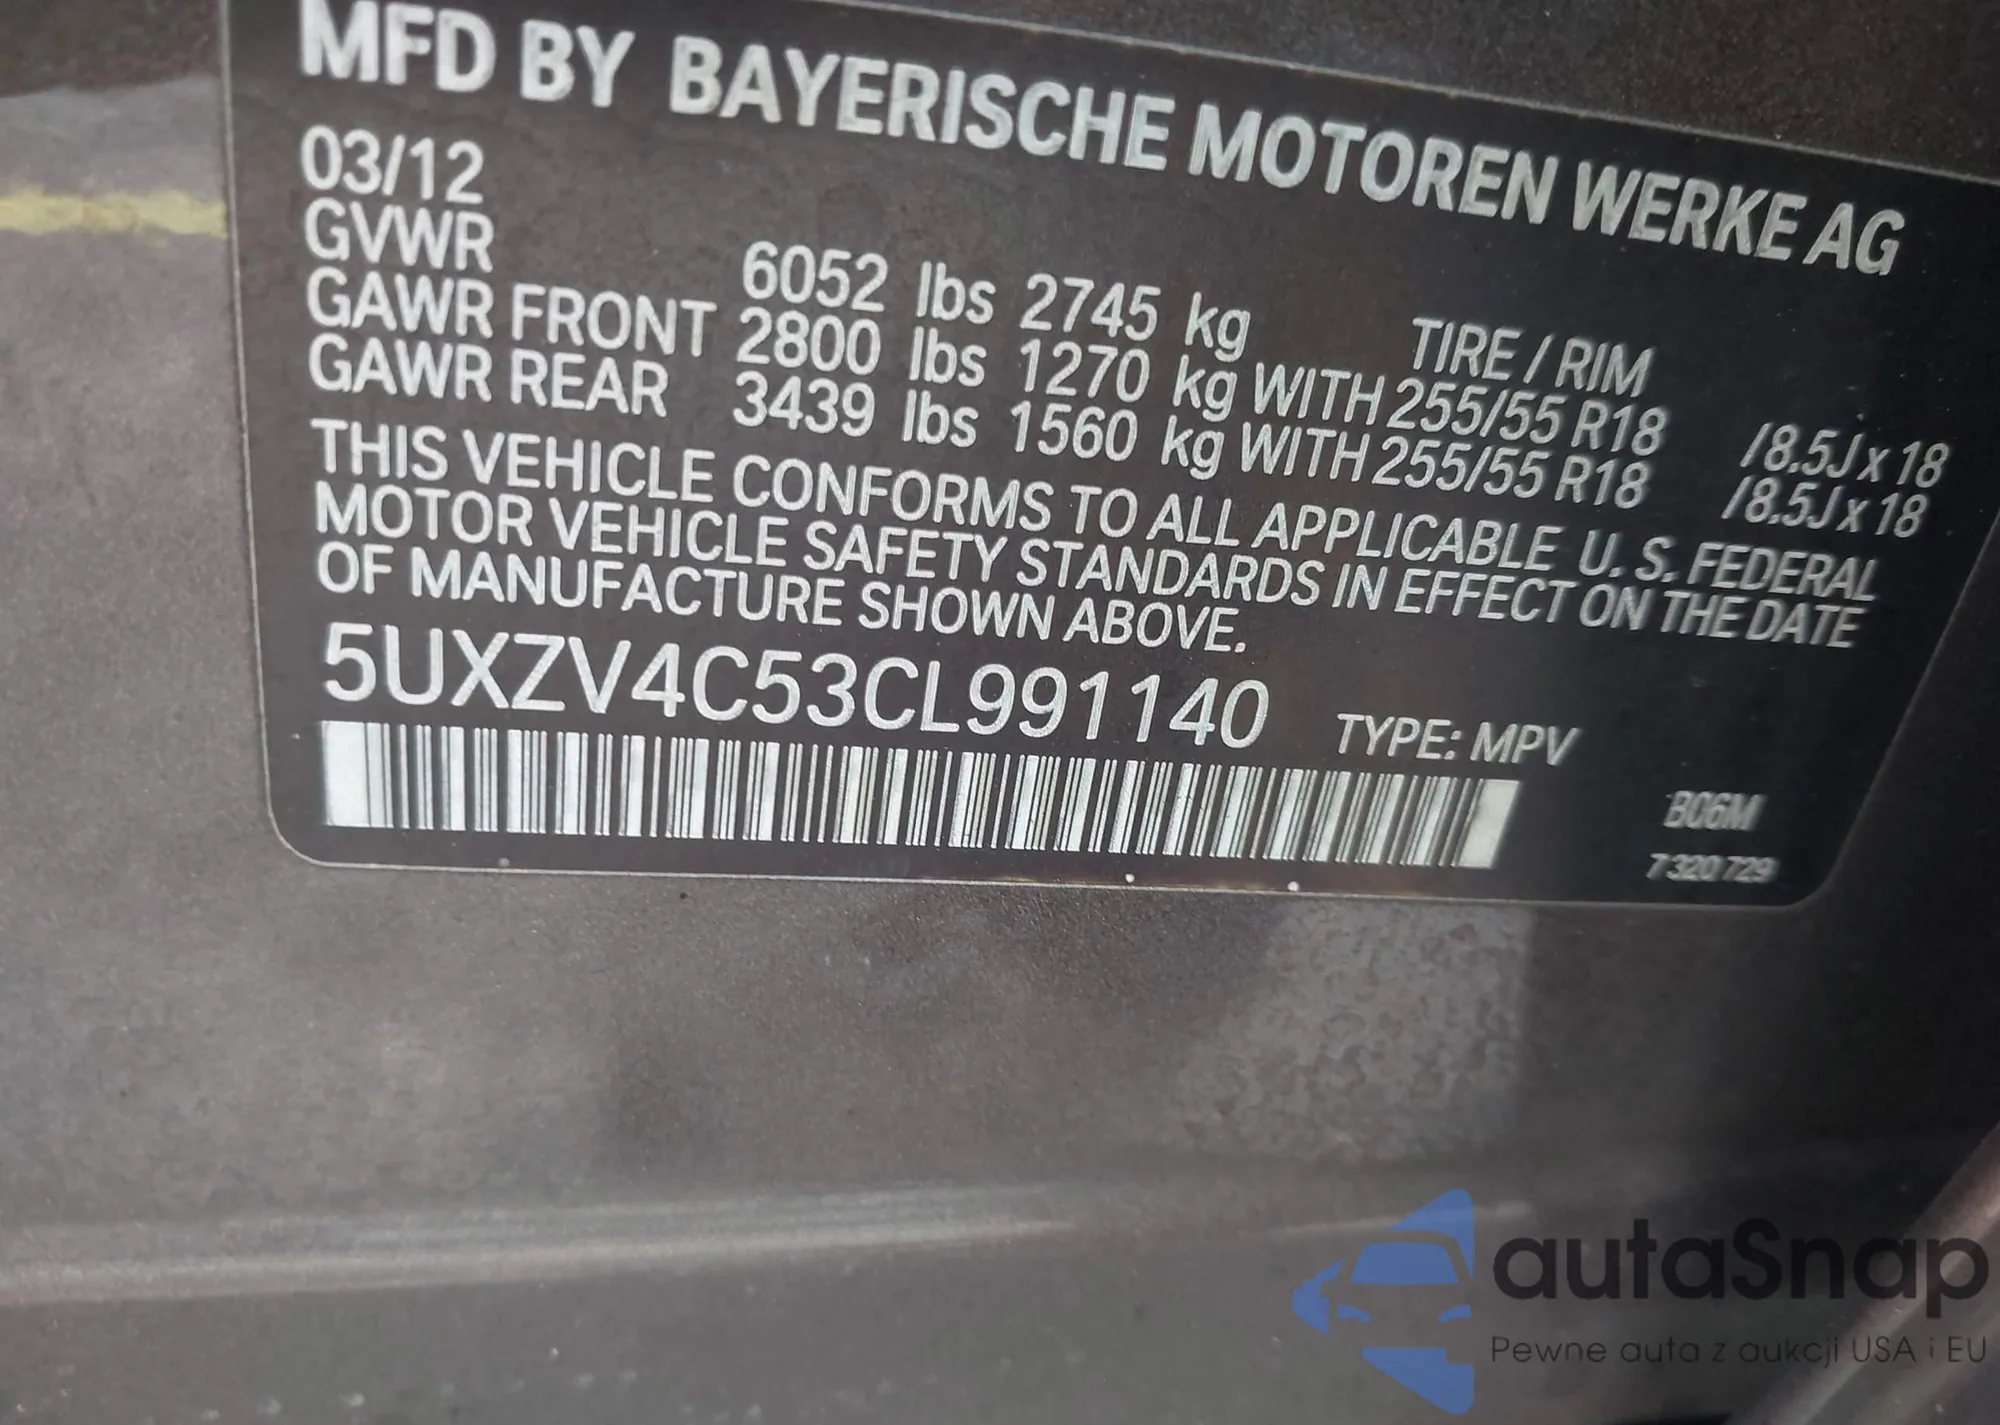 MFD BY BAYERISCHE MOTOREN WERKE AG
03/12
GVWR 6052 lbs 2745 kg TIRE / RIM
GAWR FRONT 2800 lbs 1270 kg WITH 255/55 R18 /8.5J x 18
GAWR REAR 3439 lbs 1560 kg WITH 255/55 R18 /8.5J x 18
THIS VEHICLE CONFORMS TO ALL APPLICABLE U. S. FEDERAL
MOTOR VEHICLE SAFETY STANDARDS IN EFFECT ON THE DATE
OF MANUFACTURE SHOWN ABOVE.
5UXZV4C53CL991140 TYPE: MPV
B06M
7 320 729
autaSnap
Pewne auta z aukcji USA i EU